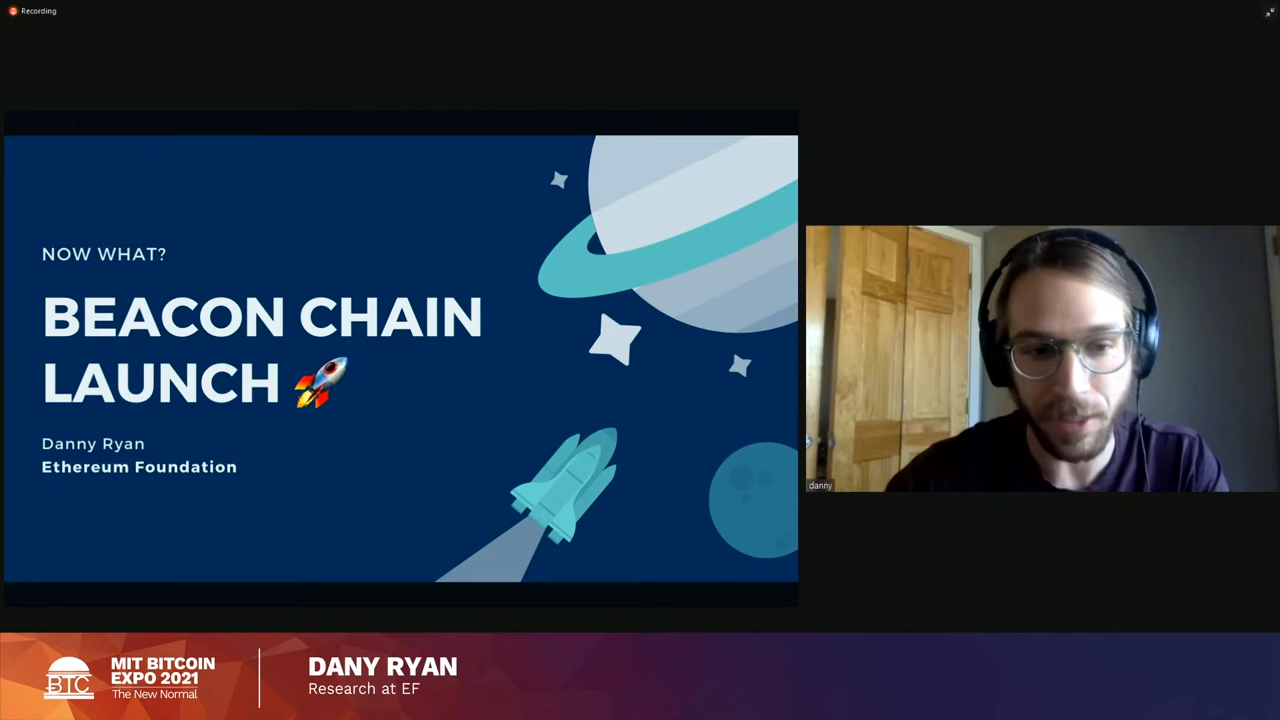 Recording
NOW WHAT?
BEACON CHAIN
LAUNCH 🚀
Danny Ryan
Ethereum Foundation
danny
BTC
MIT BITCOIN
EXPO 2021
The New Normal
DANY RYAN
Research at EF